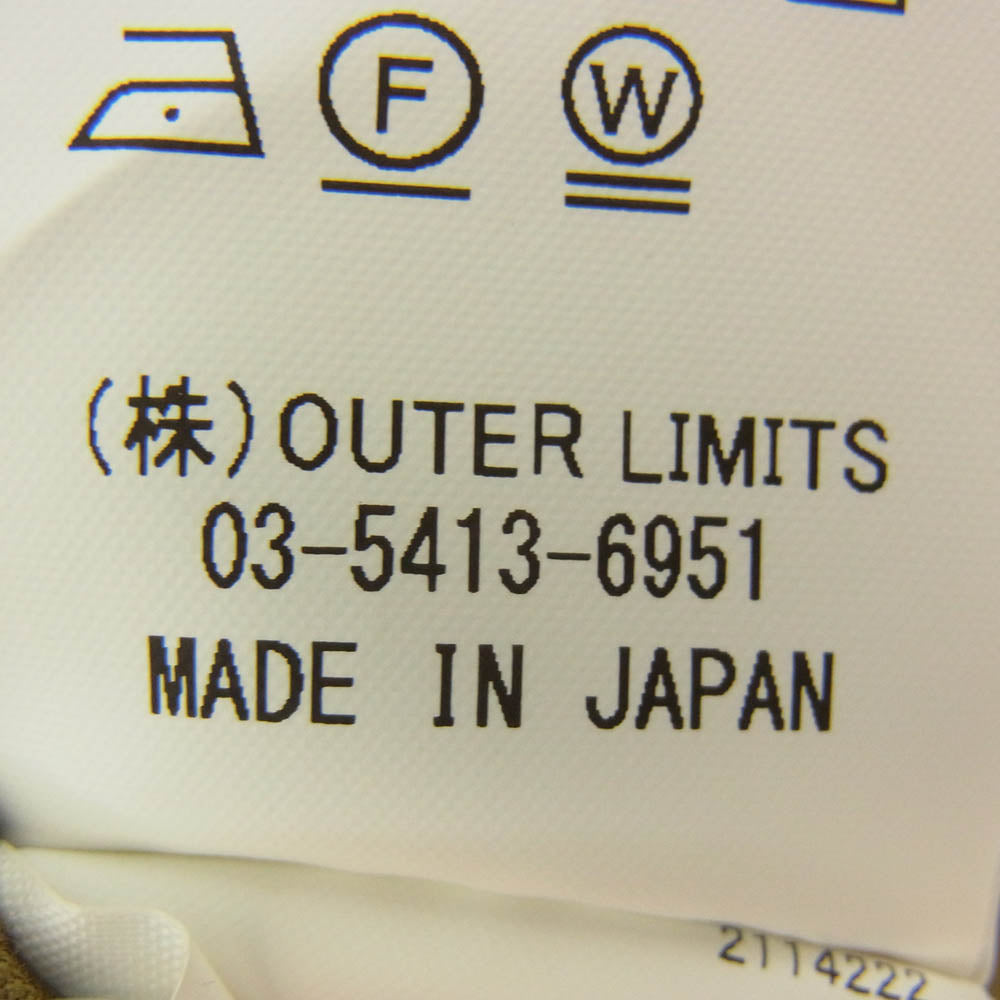 F W
(株)OUTER LIMITS
03-5413-6951
MADE IN JAPAN
2114222